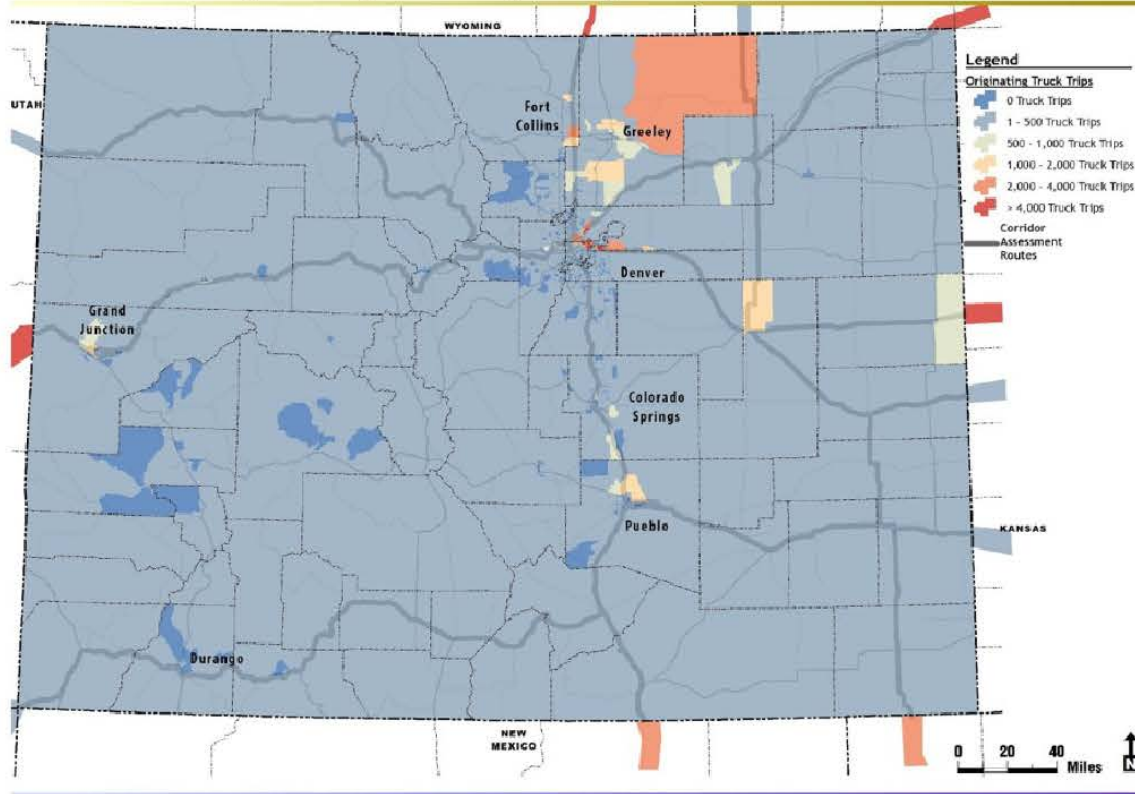 WYOMING
UTAH
Fort
Collins
Greeley
Denver
Grand
Junction
Colorado
Springs
Pueblo
KANSAS
Durango
NEW
MEXICO
Legend
Originating Truck Trips
0 Truck Trips
1 - 500 Truck Trips
500 - 1,000 Truck Trips
1,000 - 2,000 Truck Trips
2,000 - 4,000 Truck Trips
> 4,000 Truck Trips
Corridor
Assessment
Routes
0 20 40
Miles
N